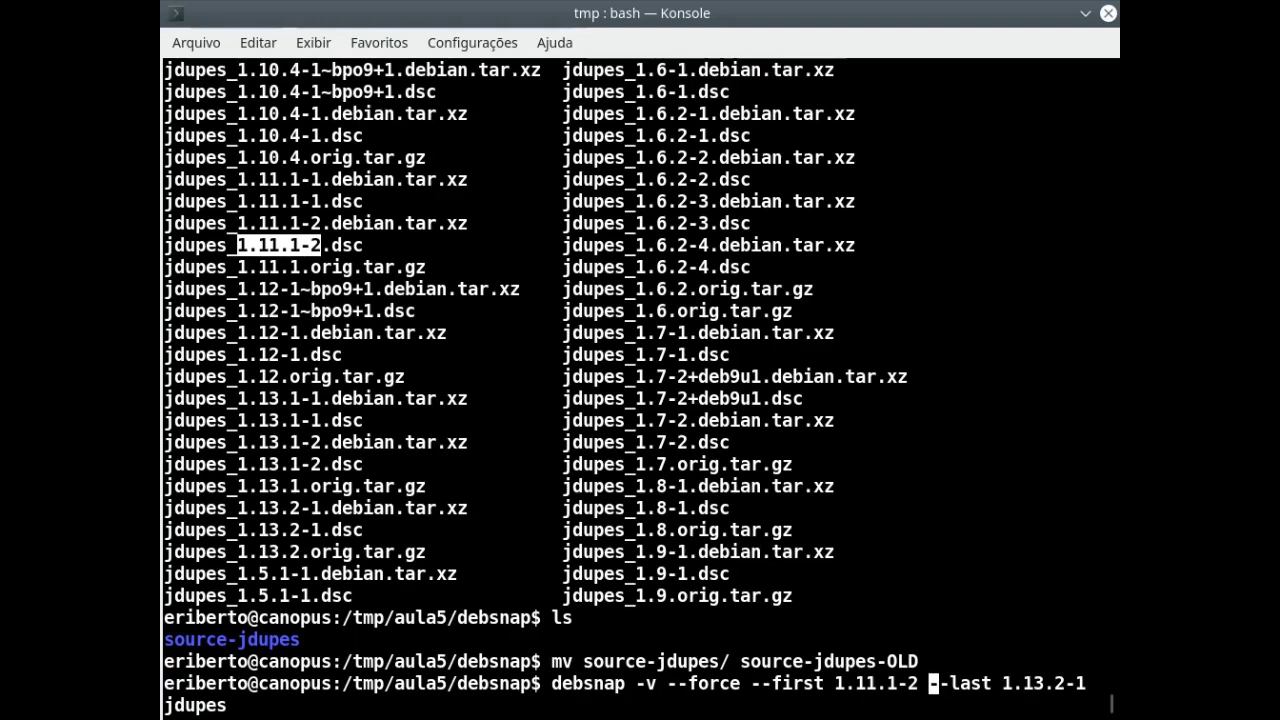 tmp : bash — Konsole
Arquivo Editar Exibir Favoritos Configurações Ajuda
jdupes_1.10.4-1~bpo9+1.debian.tar.xz jdupes_1.6-1.debian.tar.xz
jdupes_1.10.4-1~bpo9+1.dsc jdupes_1.6-1.dsc
jdupes_1.10.4-1.debian.tar.xz jdupes_1.6.2-1.debian.tar.xz
jdupes_1.10.4-1.dsc jdupes_1.6.2-1.dsc
jdupes_1.10.4.orig.tar.gz jdupes_1.6.2-2.debian.tar.xz
jdupes_1.11.1-1.debian.tar.xz jdupes_1.6.2-2.dsc
jdupes_1.11.1-1.dsc jdupes_1.6.2-3.debian.tar.xz
jdupes_1.11.1-2.debian.tar.xz jdupes_1.6.2-3.dsc
jdupes_1.11.1-2.dsc jdupes_1.6.2-4.debian.tar.xz
jdupes_1.11.1.orig.tar.gz jdupes_1.6.2-4.dsc
jdupes_1.12-1~bpo9+1.debian.tar.xz jdupes_1.6.2.orig.tar.gz
jdupes_1.12-1~bpo9+1.dsc jdupes_1.6.orig.tar.gz
jdupes_1.12-1.debian.tar.xz jdupes_1.7-1.debian.tar.xz
jdupes_1.12-1.dsc jdupes_1.7-1.dsc
jdupes_1.12.orig.tar.gz jdupes_1.7-2+deb9u1.debian.tar.xz
jdupes_1.13.1-1.debian.tar.xz jdupes_1.7-2+deb9u1.dsc
jdupes_1.13.1-1.dsc jdupes_1.7-2.debian.tar.xz
jdupes_1.13.1-2.debian.tar.xz jdupes_1.7-2.dsc
jdupes_1.13.1-2.dsc jdupes_1.7.orig.tar.gz
jdupes_1.13.1.orig.tar.gz jdupes_1.8-1.debian.tar.xz
jdupes_1.13.2-1.debian.tar.xz jdupes_1.8-1.dsc
jdupes_1.13.2-1.dsc jdupes_1.8.orig.tar.gz
jdupes_1.13.2.orig.tar.gz jdupes_1.9-1.debian.tar.xz
jdupes_1.5.1-1.debian.tar.xz jdupes_1.9-1.dsc
jdupes_1.5.1-1.dsc jdupes_1.9.orig.tar.gz
eriberto@canopus:/tmp/aula5/debsnap$ ls
source-jdupes
eriberto@canopus:/tmp/aula5/debsnap$ mv source-jdupes/ source-jdupes-OLD
eriberto@canopus:/tmp/aula5/debsnap$ debsnap -v --force --first 1.11.1-2 --last 1.13.2-1
jdupes